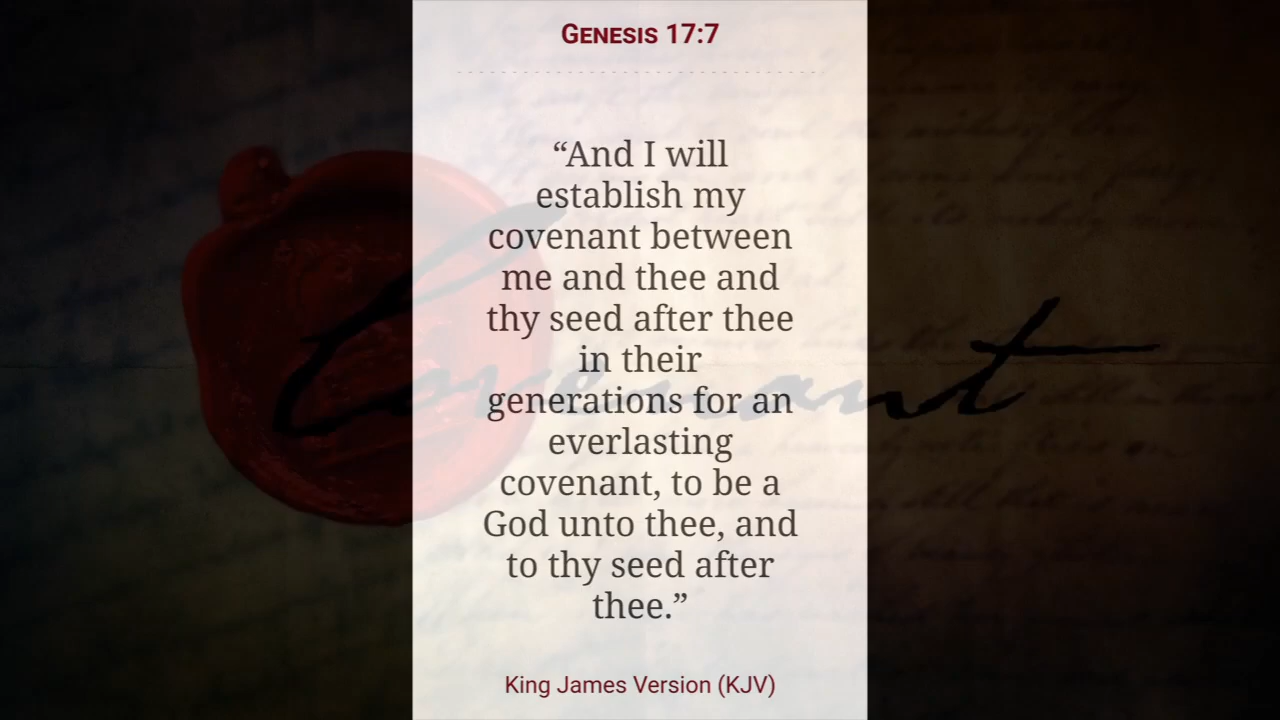 GENESIS 17:7
“And I will
establish my
covenant between
me and thee and
thy seed after thee
in their
generations for an
everlasting
covenant, to be a
God unto thee, and
to thy seed after
thee.”
King James Version (KJV)
Covenant